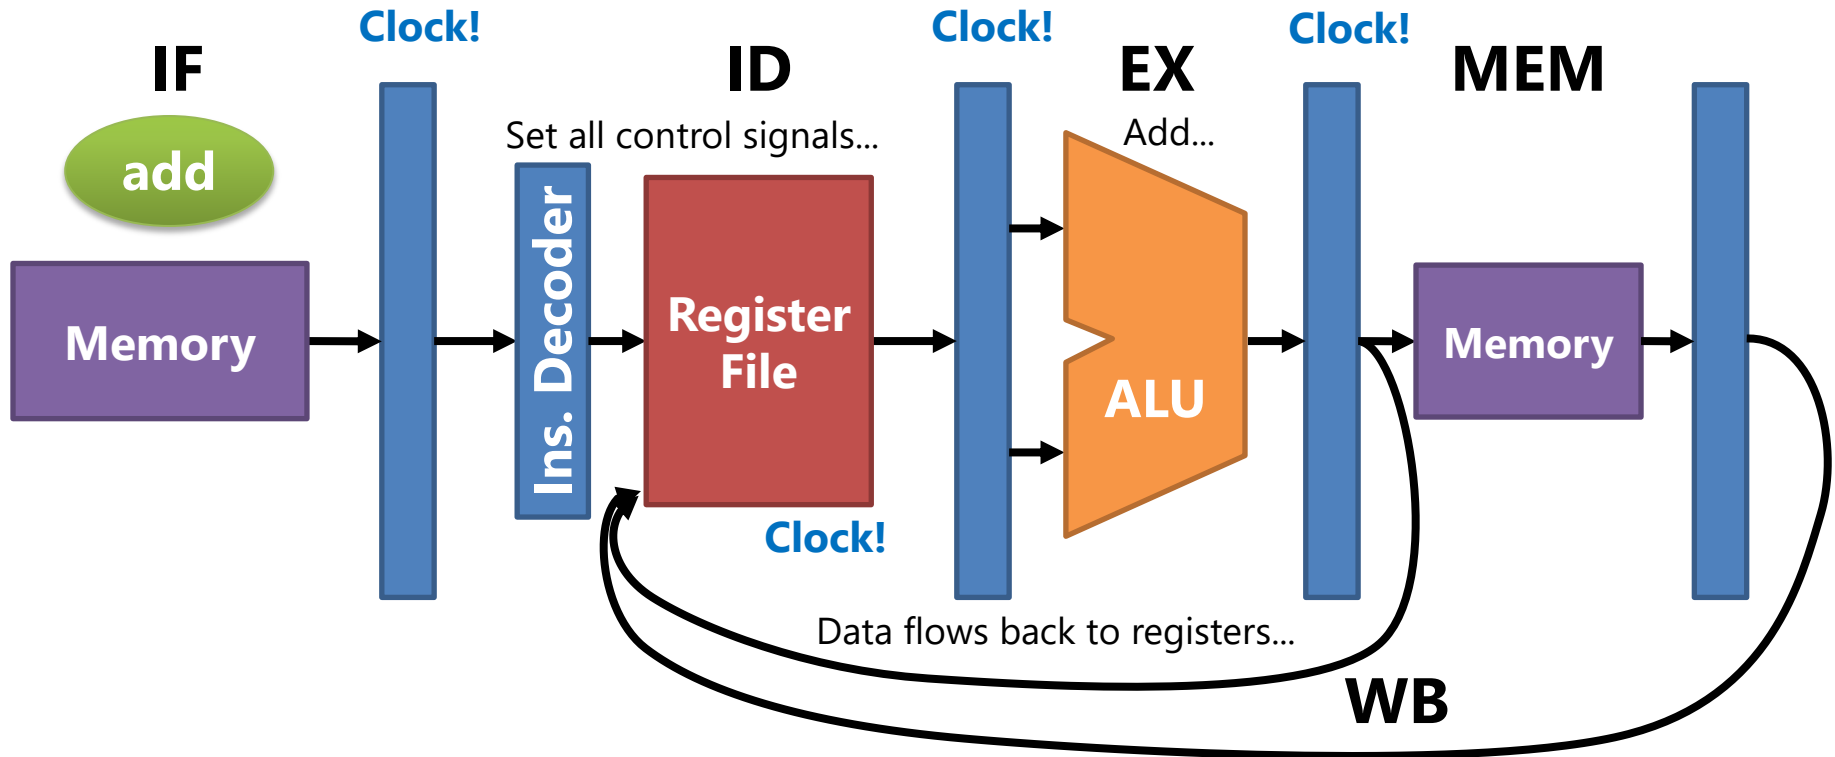 Clock!
Clock!
Clock!
IF
ID
EX
MEM
Set all control signals...
Add...
add
Ins. Decoder
Register
File
Memory
ALU
Memory
Clock!
Data flows back to registers...
WB